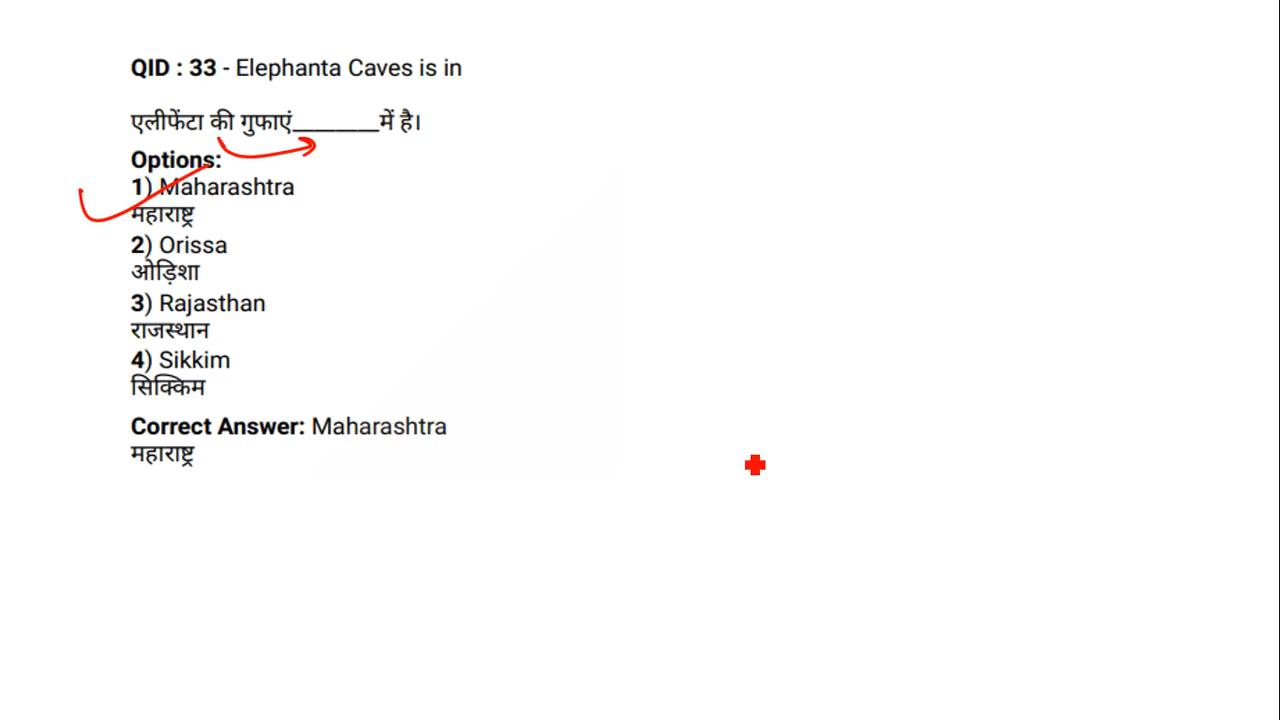 QID : 33 - Elephanta Caves is in
एलीफेंटा की गुफाएं_______में है।
Options:
1) Maharashtra
महाराष्ट्र
2) Orissa
ओड़िशा
3) Rajasthan
राजस्थान
4) Sikkim
सिक्किम
Correct Answer: Maharashtra
महाराष्ट्र